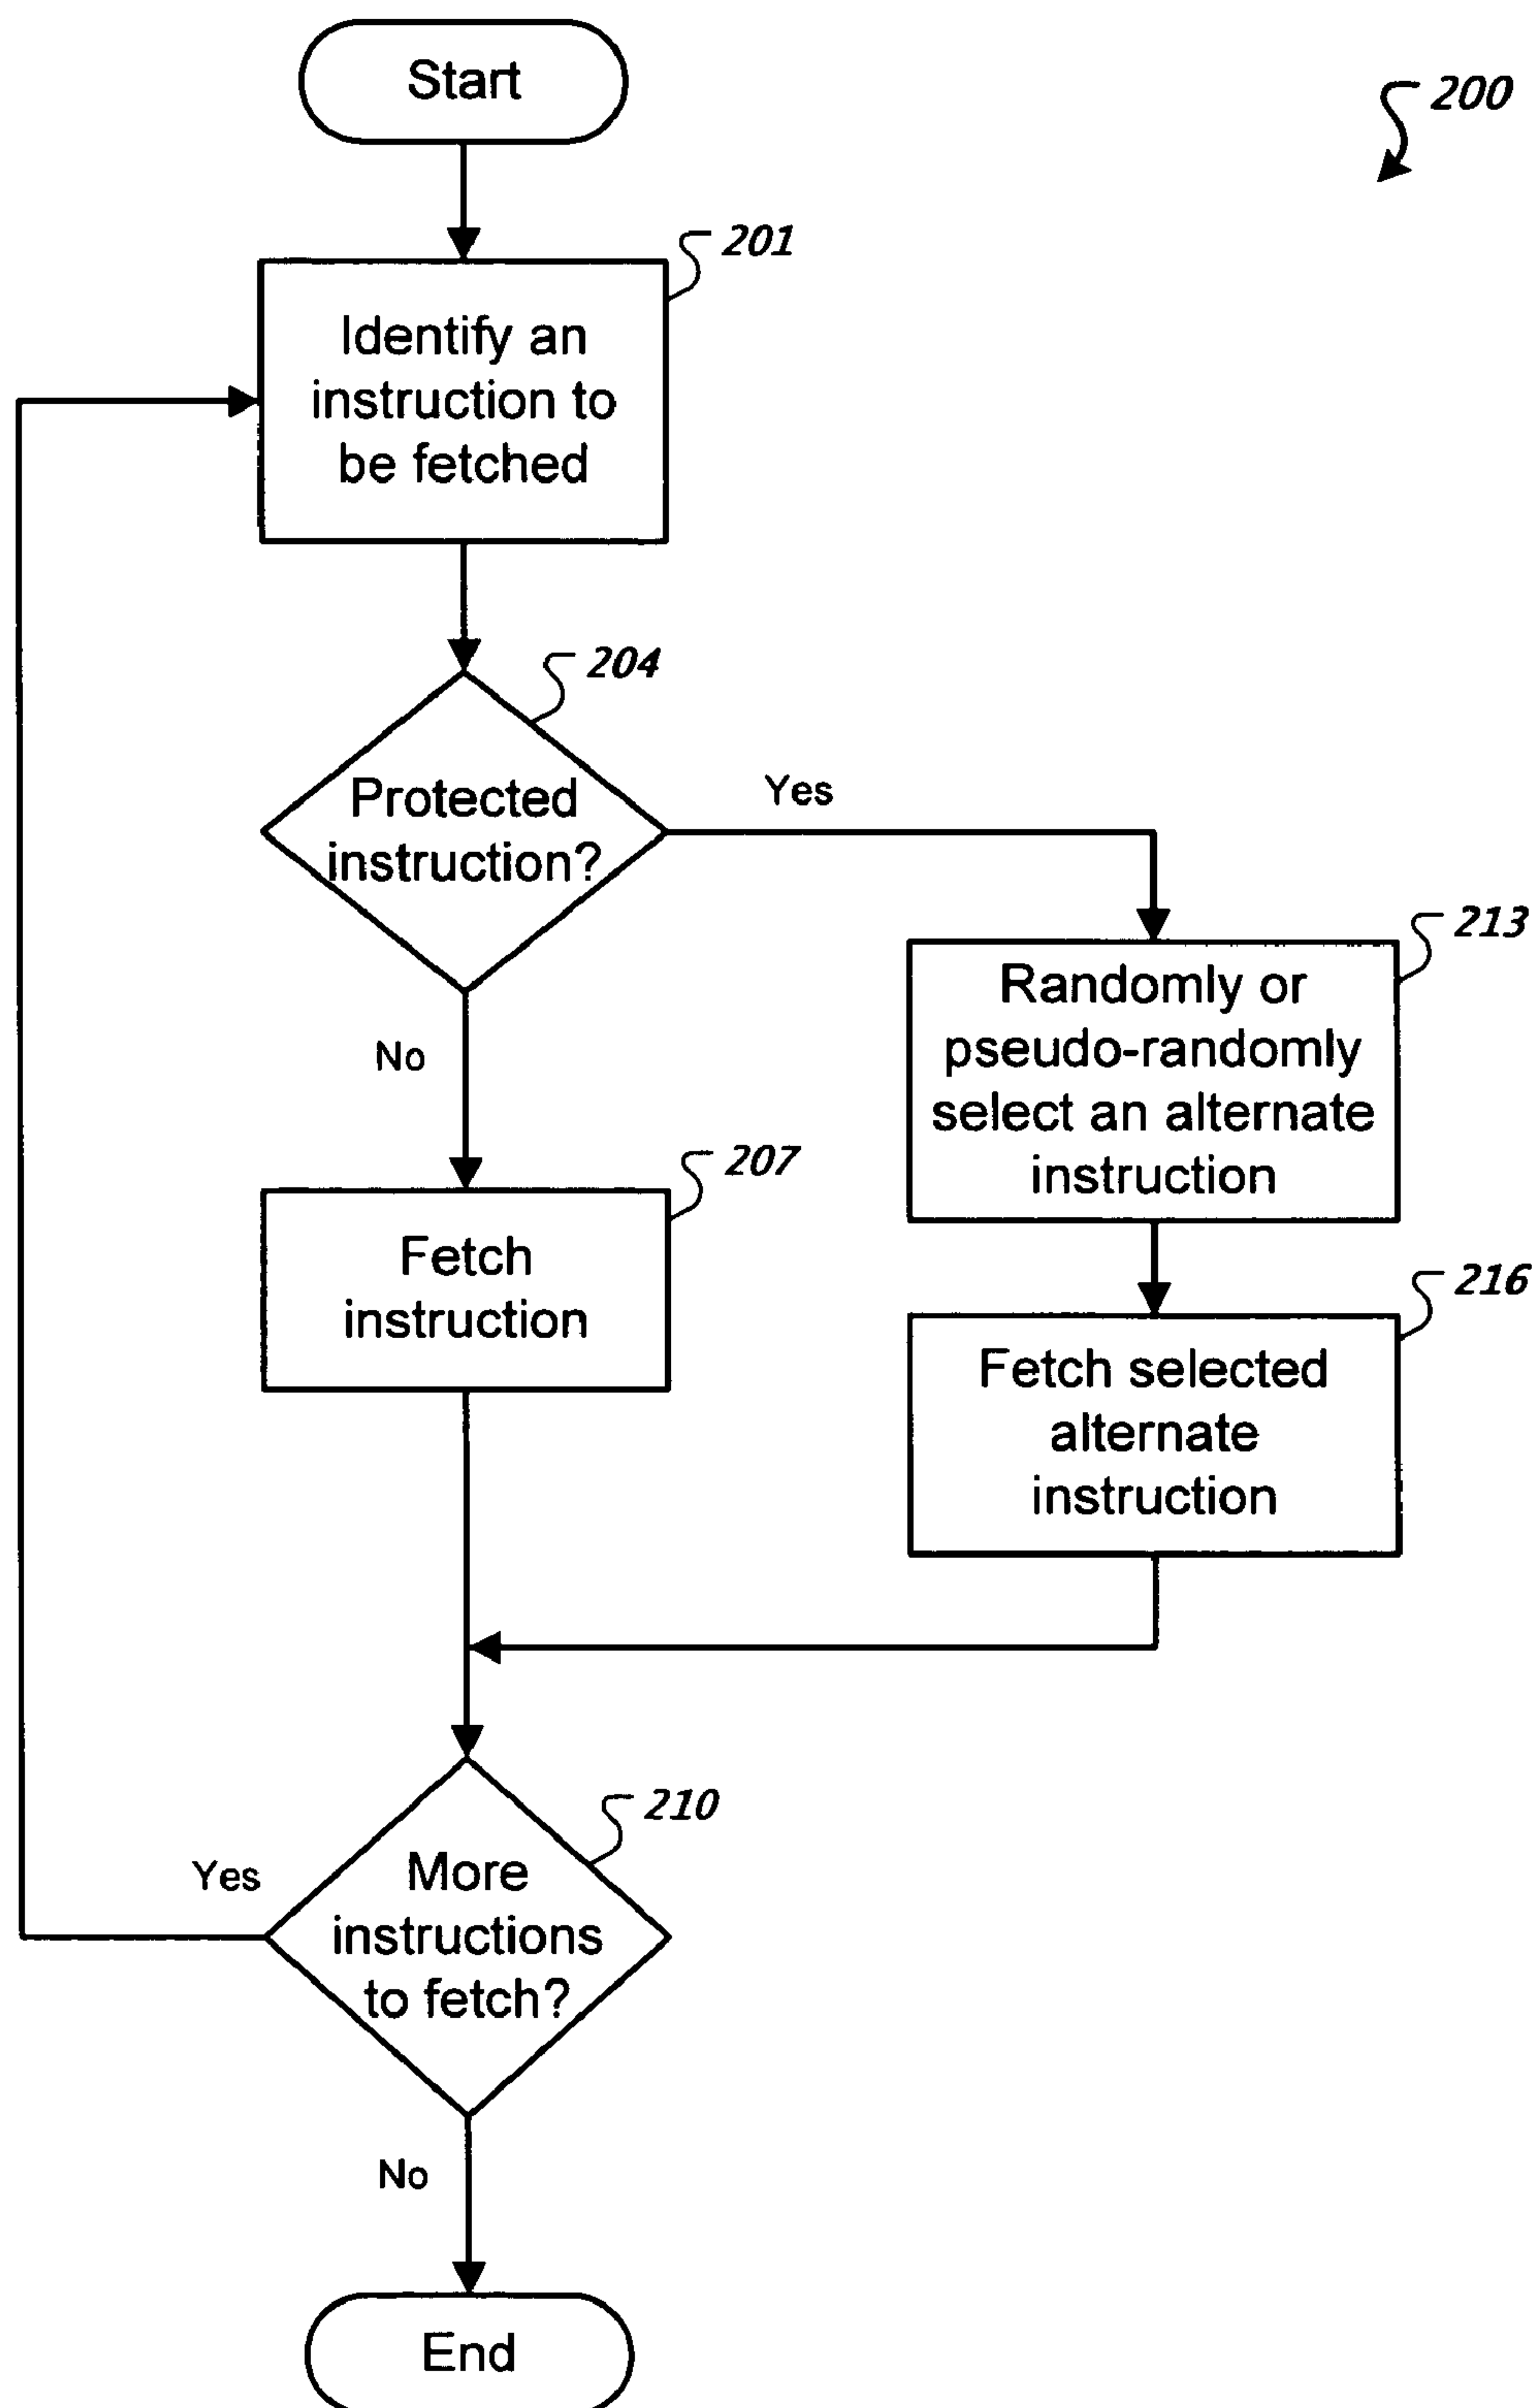 Start
200
201
Identify an
instruction to
be fetched
204
Protected
instruction?
Yes
No
213
Randomly or
pseudo-randomly
select an alternate
instruction
207
Fetch
instruction
216
Fetch selected
alternate
instruction
210
More
instructions
to fetch?
Yes
No
End